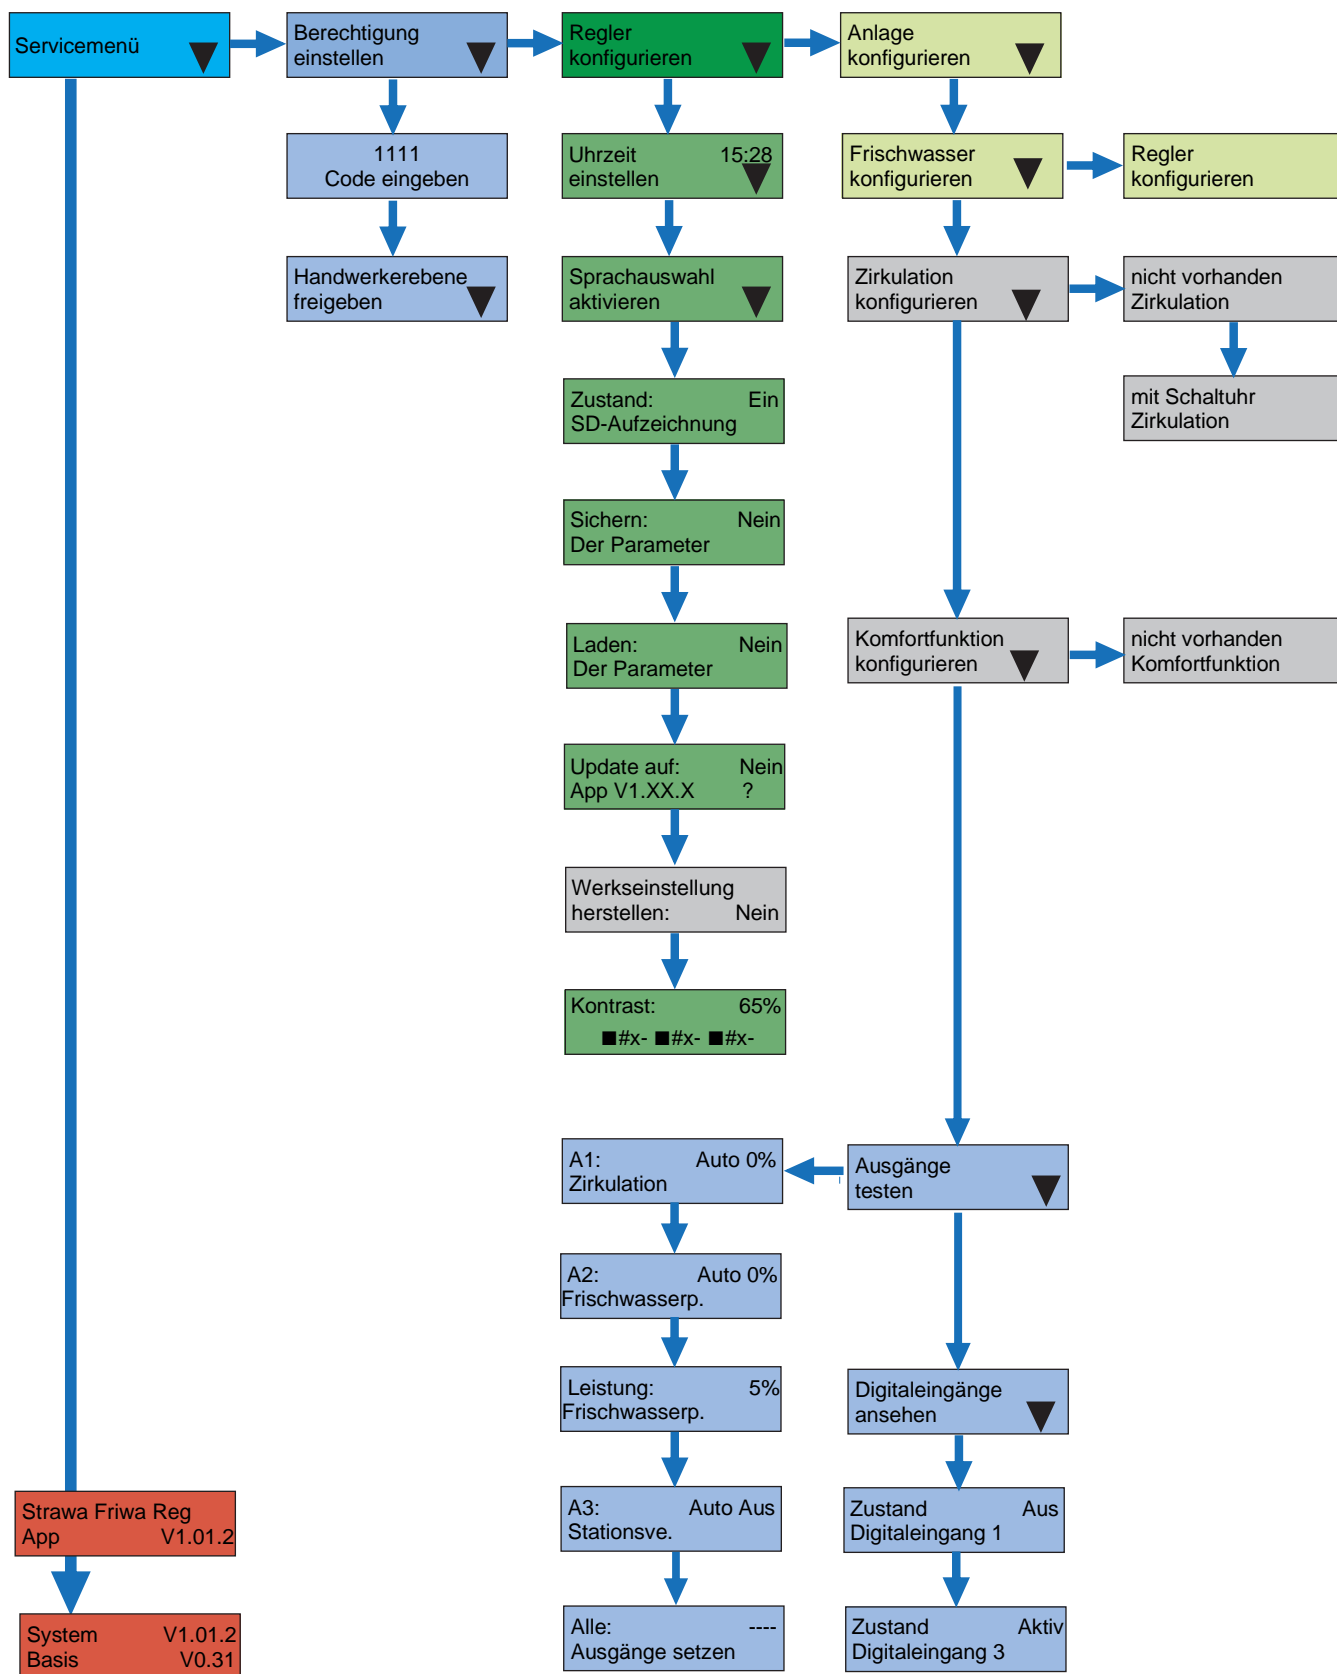 Servicemenü
Berechtigung
einstellen
Regler
konfigurieren
Anlage
konfigurieren
1111
Code eingeben
Uhrzeit 15:28
einstellen
Frischwasser
konfigurieren
Regler
konfigurieren
Handwerkerebene
freigeben
Sprachauswahl
aktivieren
Zirkulation
konfigurieren
nicht vorhanden
Zirkulation
Zustand: Ein
SD-Aufzeichnung
mit Schaltuhr
Zirkulation
Sichern: Nein
Der Parameter
Laden: Nein
Der Parameter
Komfortfunktion
konfigurieren
nicht vorhanden
Komfortfunktion
Update auf: Nein
App V1.XX.X ?
Werkseinstellung
herstellen: Nein
Kontrast: 65%
■#x- ■#x- ■#x-
A1: Auto 0%
Zirkulation
Ausgänge
testen
A2: Auto 0%
Frischwasserp.
Leistung: 5%
Frischwasserp.
Digitaleingänge
ansehen
Strawa Friwa Reg
App V1.01.2
A3: Auto Aus
Stationsve.
Zustand Aus
Digitaleingang 1
System V1.01.2
Basis V0.31
Alle: ----
Ausgänge setzen
Zustand Aktiv
Digitaleingang 3